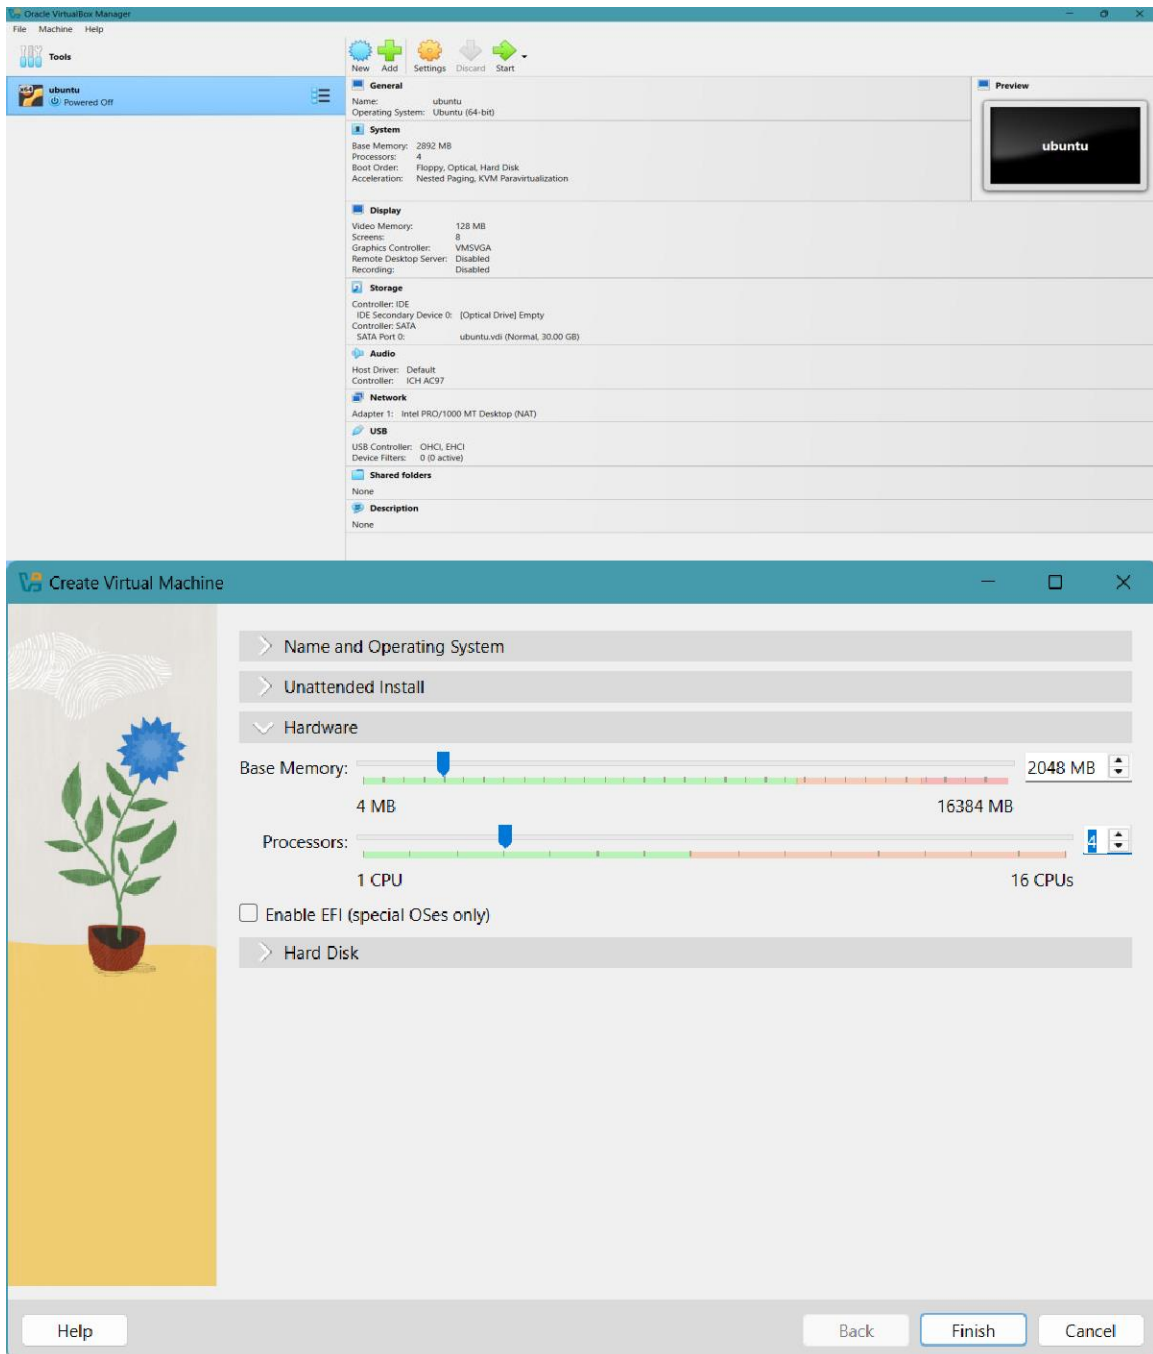 Oracle VirtualBox Manager
File Machine Help
Tools
New Add Settings Discard Start
x64 ubuntu
Powered Off
General
Name: ubuntu
Operating System: Ubuntu (64-bit)
Preview
ubuntu
System
Base Memory: 2892 MB
Processors: 4
Boot Order: Floppy, Optical, Hard Disk
Acceleration: Nested Paging, KVM Paravirtualization
Display
Video Memory: 128 MB
Screens: 8
Graphics Controller: VMSVGA
Remote Desktop Server: Disabled
Recording: Disabled
Storage
Controller: IDE
IDE Secondary Device 0: [Optical Drive] Empty
Controller: SATA
SATA Port 0: ubuntu.vdi (Normal, 30.00 GB)
Audio
Host Driver: Default
Controller: ICH AC97
Network
Adapter 1: Intel PRO/1000 MT Desktop (NAT)
USB
USB Controller: OHCI, EHCI
Device Filters: 0 (0 active)
Shared folders
None
Description
None
Create Virtual Machine
Name and Operating System
Unattended Install
Hardware
Base Memory: 2048 MB
4 MB 16384 MB
Processors: 4
1 CPU 16 CPUs
Enable EFI (special OSes only)
Hard Disk
Help Back Finish Cancel